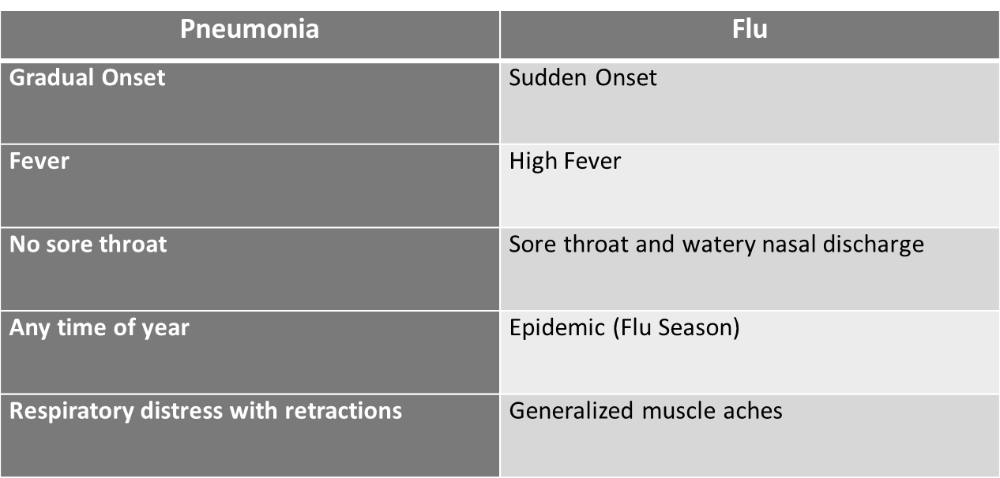 Pneumonia Flu
Gradual Onset Sudden Onset
Fever High Fever
No sore throat Sore throat and watery nasal discharge
Any time of year Epidemic (Flu Season)
Respiratory distress with retractions Generalized muscle aches